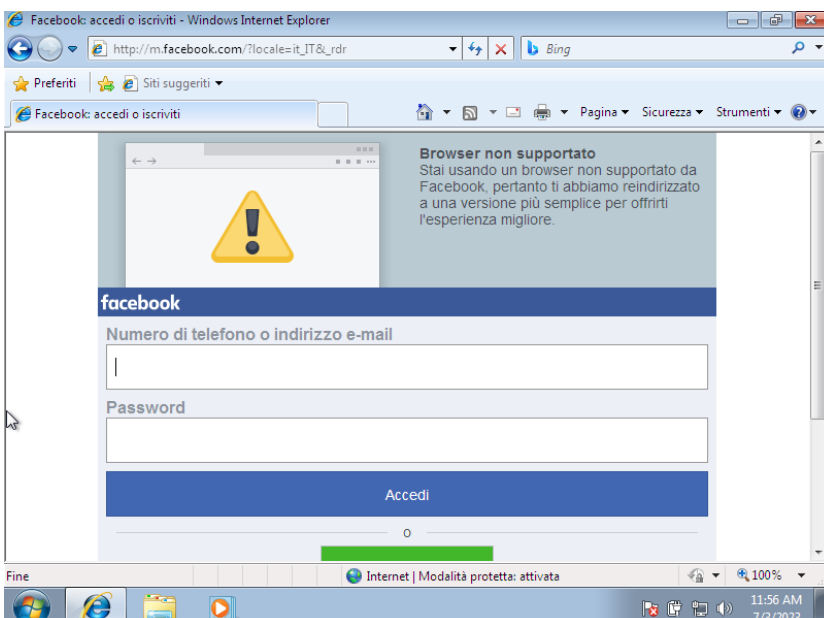 Facebook: accedi o iscriviti - Windows Internet Explorer
http://m.facebook.com/?locale=it_IT&_rdr
Bing
Preferiti
Siti suggeriti
Facebook: accedi o iscriviti
Pagina
Sicurezza
Strumenti
Browser non supportato
Stai usando un browser non supportato da
Facebook, pertanto ti abbiamo reindirizzato
a una versione più semplice per offrirti
l'esperienza migliore.
facebook
Numero di telefono o indirizzo e-mail
Password
Accedi
o
Fine
Internet | Modalità protetta: attivata
100%
11:56 AM